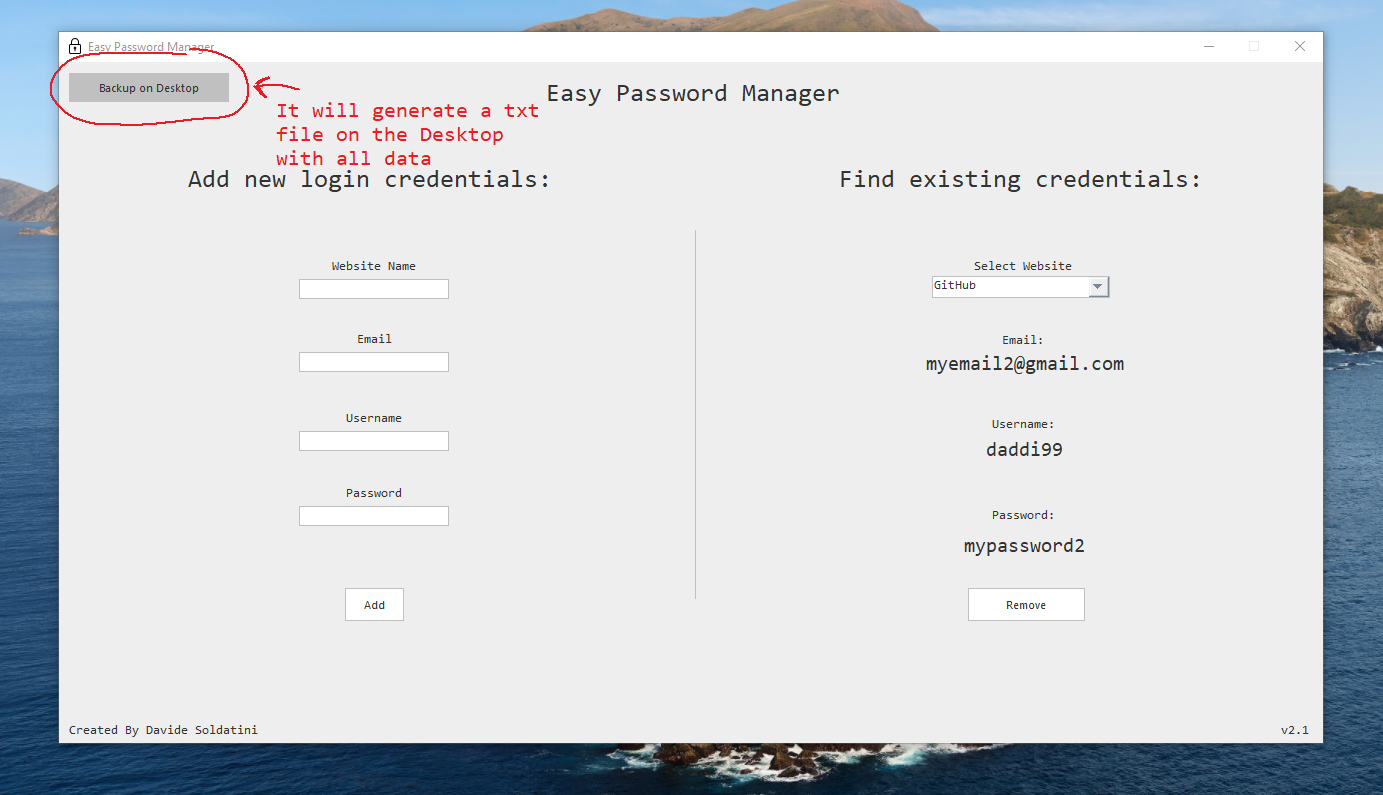 Easy Password Manager
Backup on Desktop
Easy Password Manager
It will generate a txt
file on the Desktop
with all data
Add new login credentials:
Find existing credentials:
Website Name
Select Website
GitHub
Email
Email:
myemail2@gmail.com
Username
Username:
daddi99
Password
Password:
mypassword2
Add
Remove
Created By Davide Soldatini
v2.1